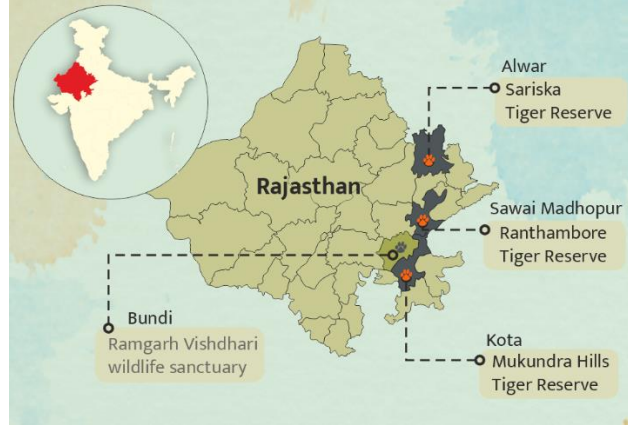 Alwar
Sariska
Tiger Reserve
Rajasthan
Sawai Madhopur
Ranthambore
Tiger Reserve
Bundi
Ramgarh Vishdhari
wildlife sanctuary
Kota
Mukundra Hills
Tiger Reserve